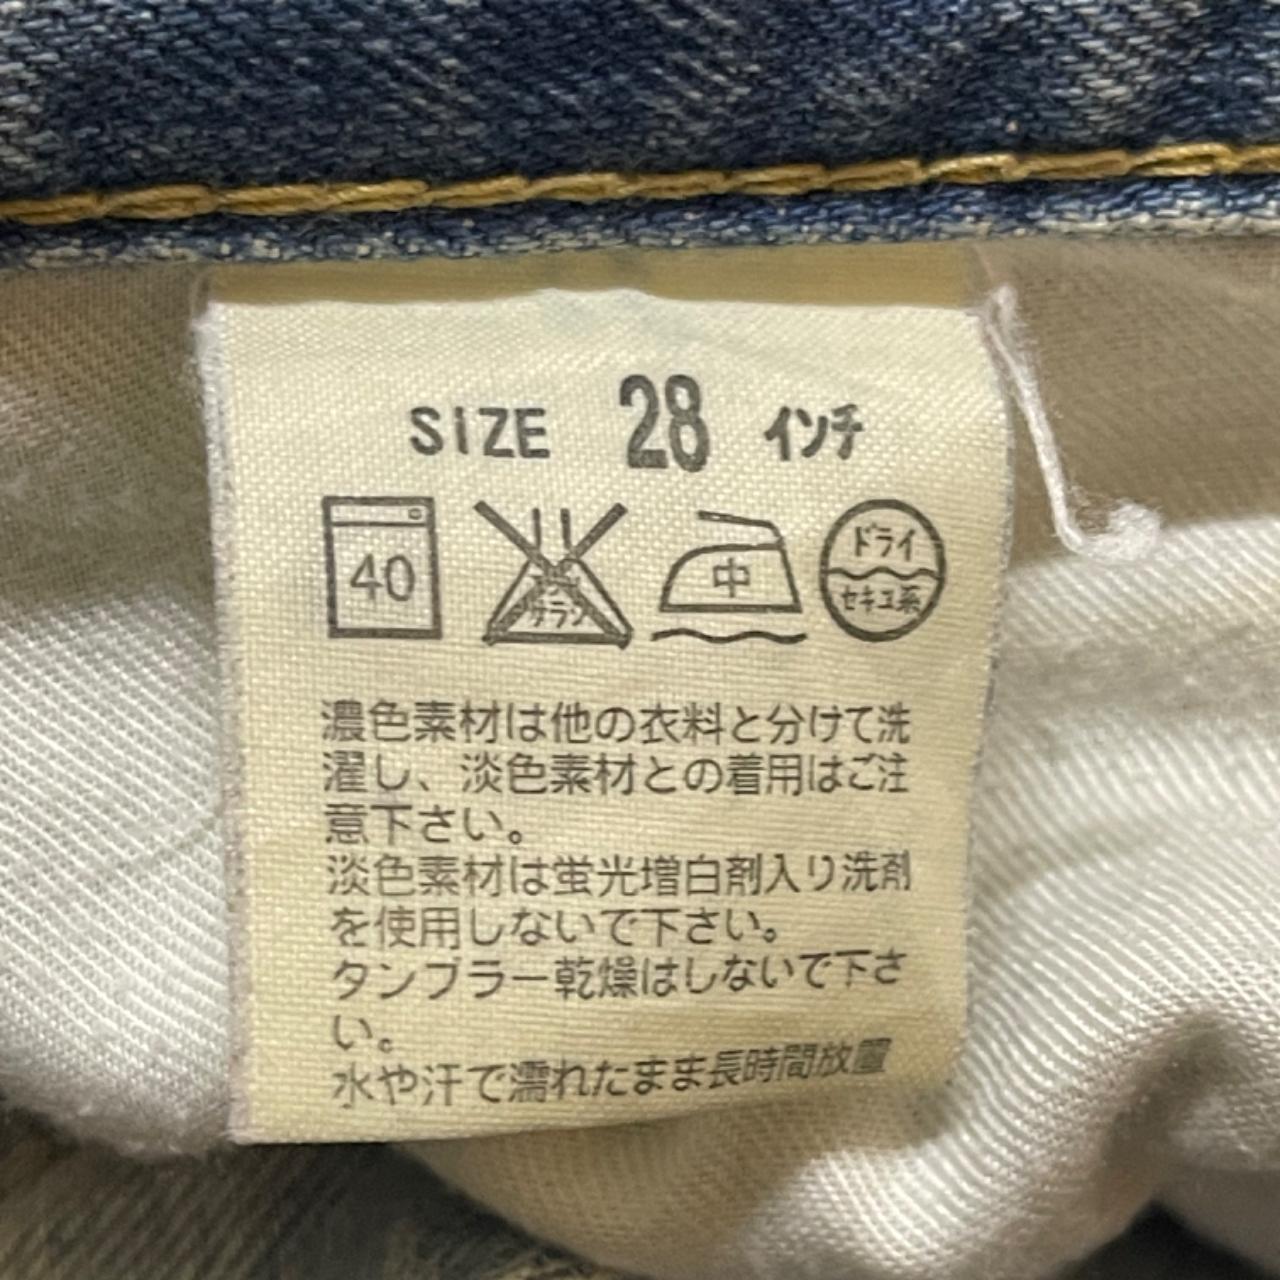 SIZE 28 インチ
40
サラシ
中
ドライ
セキユ系
濃色素材は他の衣料と分けて洗
濯し、淡色素材との着用はご注
意下さい。
淡色素材は蛍光増白剤入り洗剤
を使用しないで下さい。
タンブラー乾燥はしないで下さ
い。
水や汗で濡れたまま長時間放置